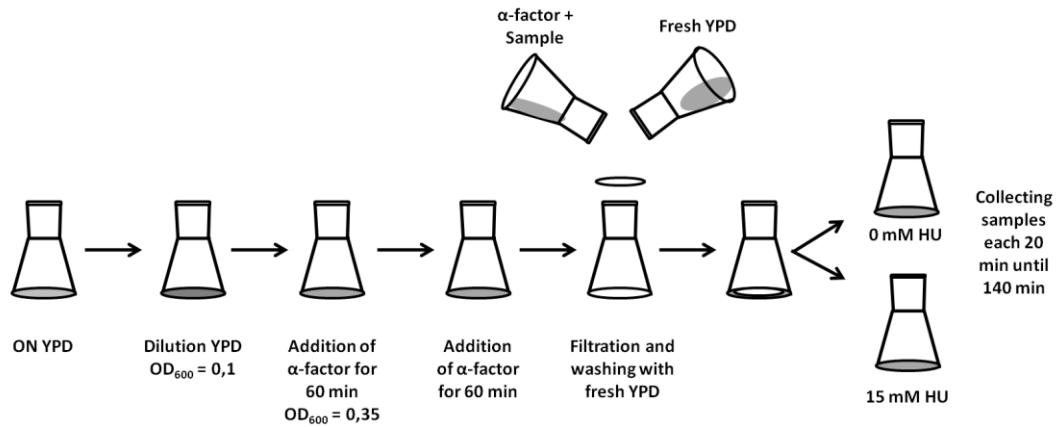 α-factor +
Sample
Fresh YPD
0 mM HU
Collecting
samples
each 20
min until
140 min
ON YPD
Dilution YPD
OD₆₀₀ = 0,1
Addition of
α-factor for
60 min
OD₆₀₀ = 0,35
Addition
of α-factor
for 60 min
Filtration and
washing with
fresh YPD
15 mM HU